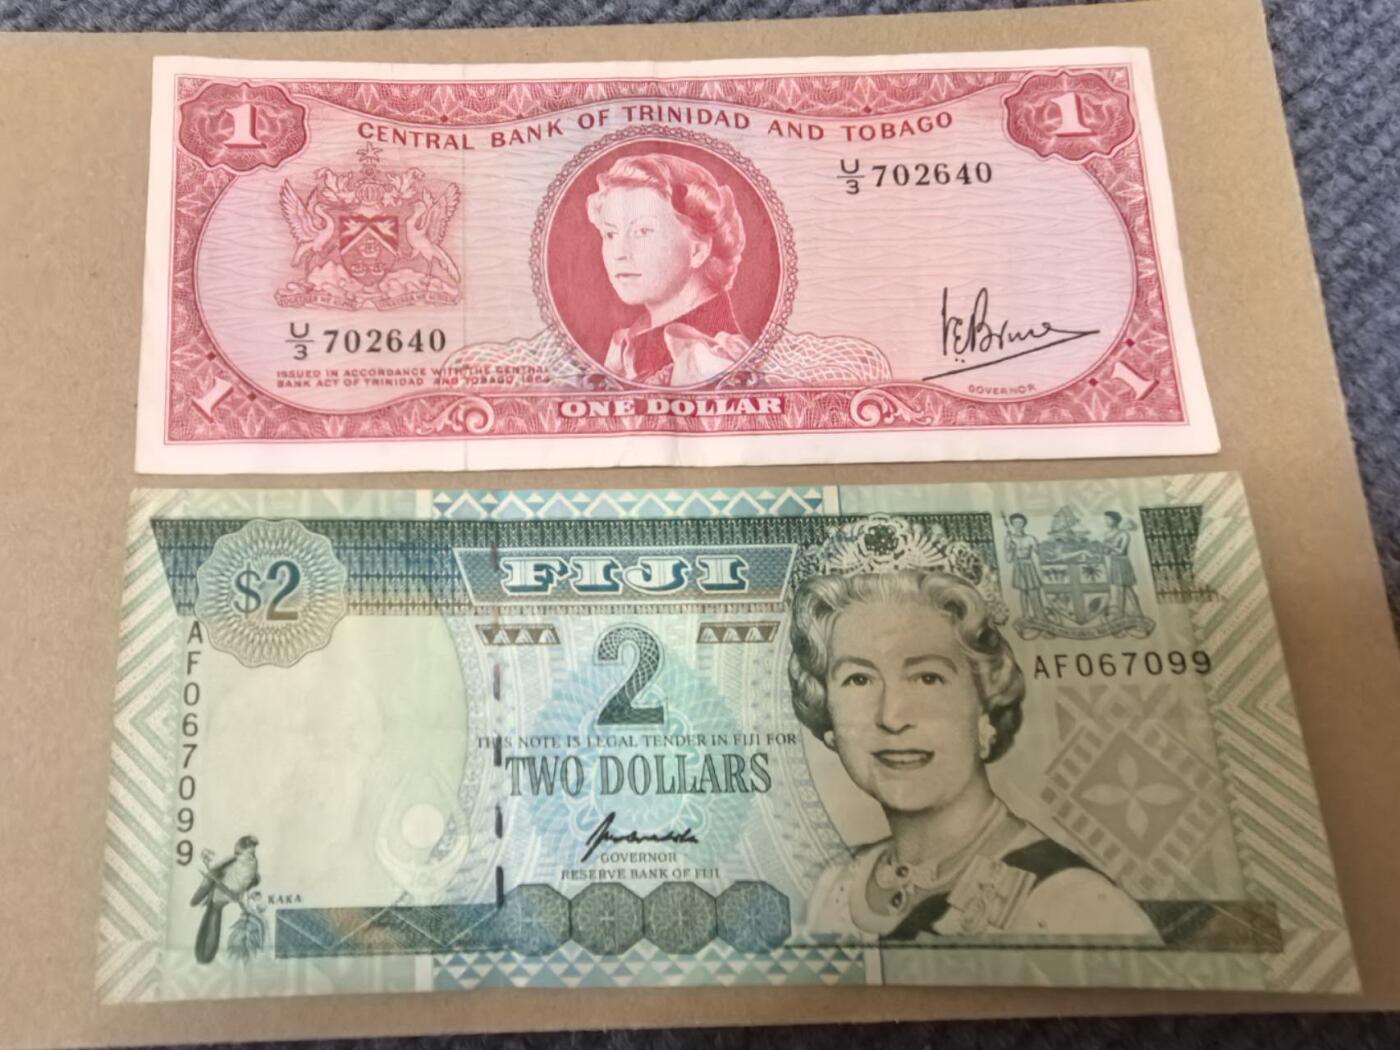 1
1
CENTRAL BANK OF TRINIDAD AND TOBAGO
U/3 702640
U/3 702640
ISSUED IN ACCORDANCE WITH THE CENTRAL
BANK ACT OF TRINIDAD AND TOBAGO, 1964
GOVERNOR
1
ONE DOLLAR
1
$2
FIJI
2
AF067099
AF067099
THIS NOTE IS LEGAL TENDER IN FIJI FOR
TWO DOLLARS
GOVERNOR
RESERVE BANK OF FIJI
KAKA